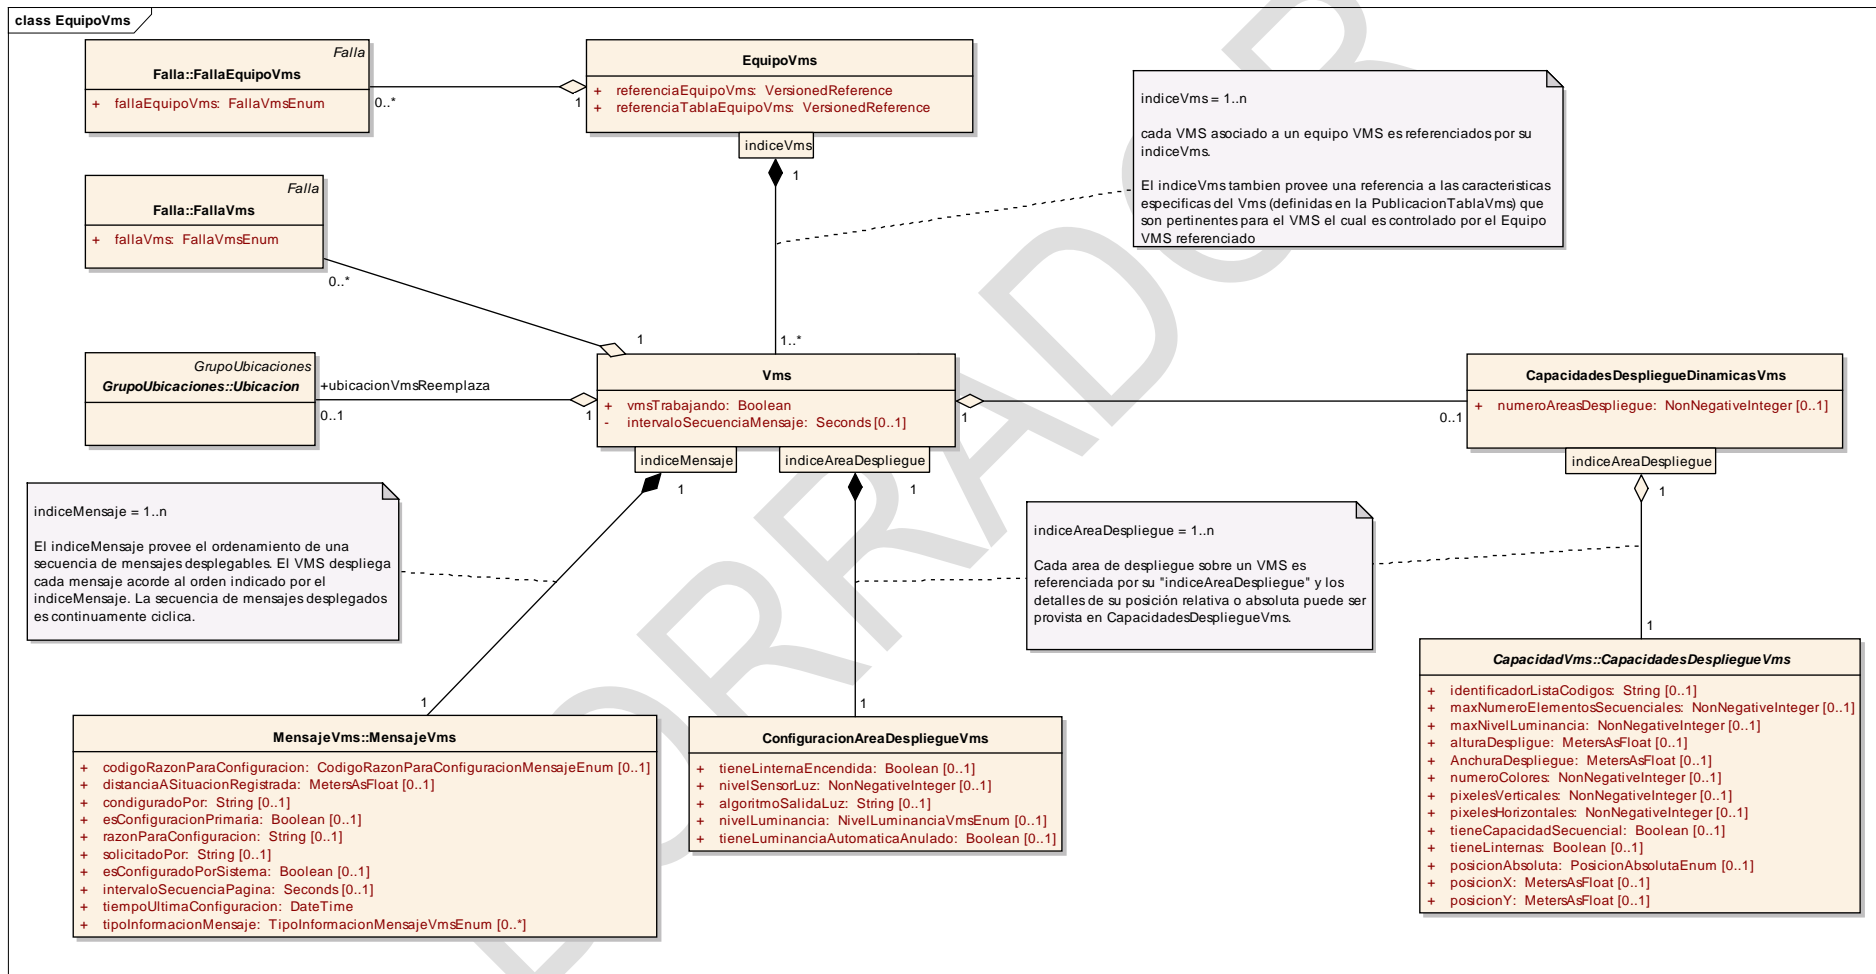 class EquipoVms
Falla
Falla::FallaEquipoVms
+ fallaEquipoVms: FallaVmsEnum
0..*
1
EquipoVms
+ referenciaEquipoVms: VersionedReference
+ referenciaTablaEquipoVms: VersionedReference
indiceVms
1
indiceVms = 1..n
cada VMS asociado a un equipo VMS es referenciados por su
indiceVms.
El indiceVms tambien provee una referencia a las caracteristicas
especificas del Vms (definidas en la PublicacionTablaVms) que
son pertinentes para el VMS el cual es controlado por el Equipo
VMS referenciado
Falla
Falla::FallaVms
+ fallaVms: FallaVmsEnum
0..*
1
1..*
GrupoUbicaciones
GrupoUbicaciones::Ubicacion
+ubicacionVmsReemplaza
0..1
1
Vms
+ vmsTrabajando: Boolean
- intervaloSecuenciaMensaje: Seconds [0..1]
indiceMensaje
indiceAreaDespliegue
1
1
1
0..1
CapacidadesDespliegueDinamicasVms
+ numeroAreasDespliegue: NonNegativeInteger [0..1]
indiceAreaDespliegue
1
indiceMensaje = 1..n
El indiceMensaje provee el ordenamiento de una
secuencia de mensajes desplegables. El VMS despliega
cada mensaje acorde al orden indicado por el
indiceMensaje. La secuencia de mensajes desplegados
es continuamente ciclica.
indiceAreaDespliegue = 1..n
Cada area de despliegue sobre un VMS es
referenciada por su "indiceAreaDespliegue" y los
detalles de su posición relativa o absoluta puede ser
provista en CapacidadesDespliegueVms.
1
MensajeVms::MensajeVms
+ codigoRazonParaConfiguracion: CodigoRazonParaConfiguracionMensajeEnum [0..1]
+ distanciaASituacionRegistrada: MetersAsFloat [0..1]
+ condiguradoPor: String [0..1]
+ esConfiguracionPrimaria: Boolean [0..1]
+ razonParaConfiguracion: String [0..1]
+ solicitadoPor: String [0..1]
+ esConfiguradoPorSistema: Boolean [0..1]
+ intervaloSecuenciaPagina: Seconds [0..1]
+ tiempoUltimaConfiguracion: DateTime
+ tipoInformacionMensaje: TipoInformacionMensajeVmsEnum [0..*]
1
ConfiguracionAreaDespliegueVms
+ tieneLinternaEncendida: Boolean [0..1]
+ nivelSensorLuz: NonNegativeInteger [0..1]
+ algoritmoSalidaLuz: String [0..1]
+ nivelLuminancia: NivelLuminanciaVmsEnum [0..1]
+ tieneLuminanciaAutomaticaAnulado: Boolean [0..1]
1
CapacidadVms::CapacidadesDespliegueVms
+ identificadorListaCodigos: String [0..1]
+ maxNumeroElementosSecuenciales: NonNegativeInteger [0..1]
+ maxNivelLuminancia: NonNegativeInteger [0..1]
+ alturaDespligue: MetersAsFloat [0..1]
+ AnchuraDespliegue: MetersAsFloat [0..1]
+ numeroColores: NonNegativeInteger [0..1]
+ pixelesVerticales: NonNegativeInteger [0..1]
+ pixelesHorizontales: NonNegativeInteger [0..1]
+ tieneCapacidadSecuencial: Boolean [0..1]
+ tieneLinternas: Boolean [0..1]
+ posicionAbsoluta: PosicionAbsolutaEnum [0..1]
+ posicionX: MetersAsFloat [0..1]
+ posicionY: MetersAsFloat [0..1]